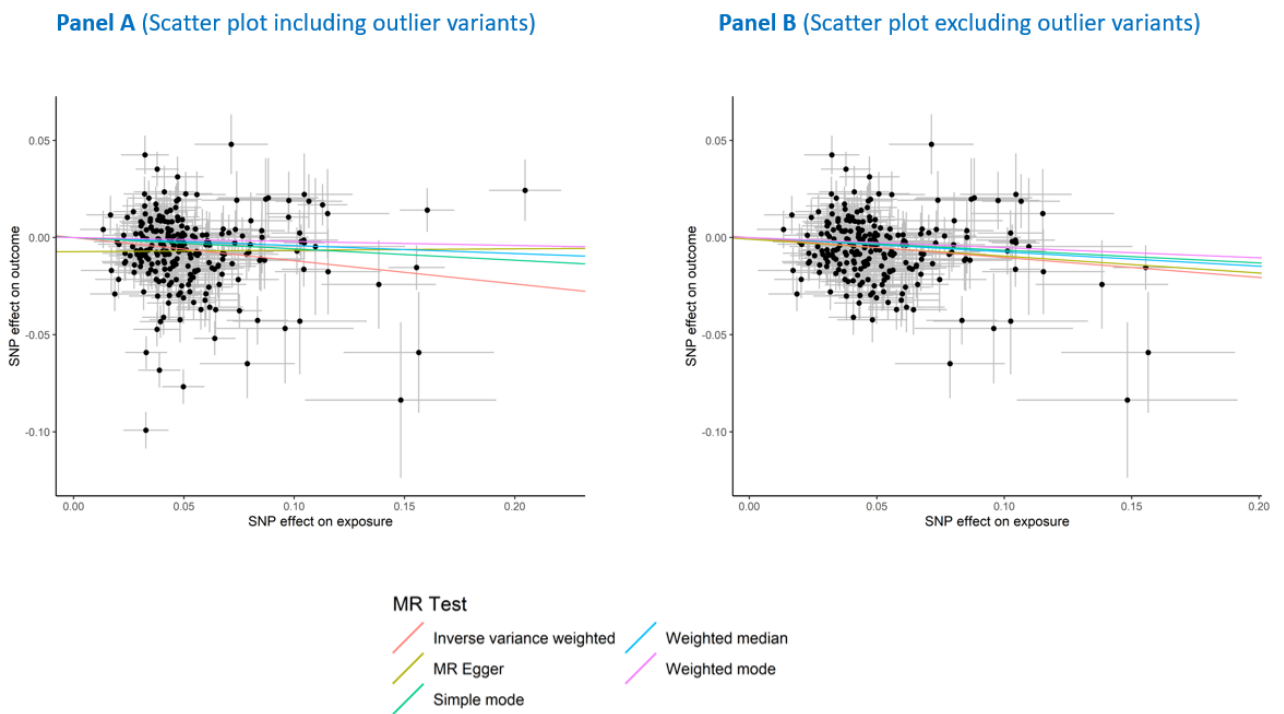 Panel A (Scatter plot including outlier variants)
Panel B (Scatter plot excluding outlier variants)
0.05
0.00
-0.05
-0.10
SNP effect on outcome
0.00 0.05 0.10 0.15 0.20
SNP effect on exposure
0.05
0.00
-0.05
-0.10
SNP effect on outcome
0.00 0.05 0.10 0.15 0.20
SNP effect on exposure
MR Test
Inverse variance weighted
MR Egger
Simple mode
Weighted median
Weighted mode